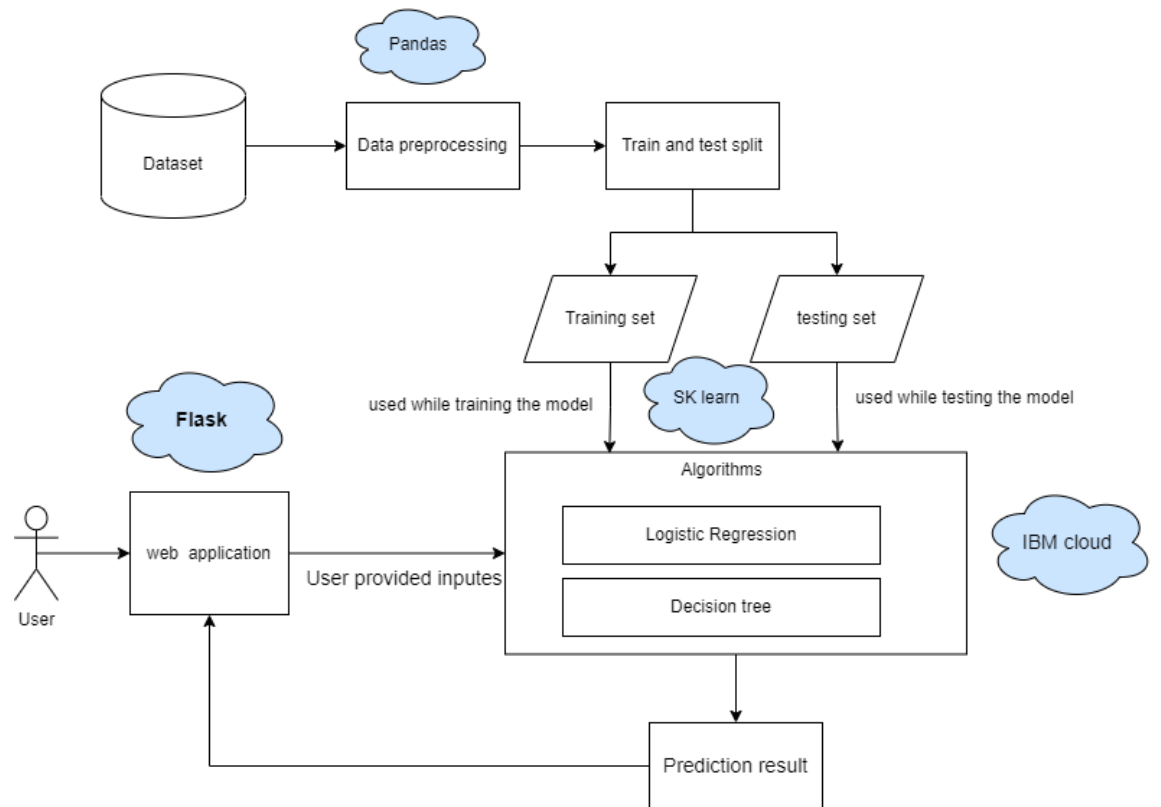 Pandas
Dataset
Data preprocessing
Train and test split
Training set
testing set
used while training the model
SK learn
used while testing the model
Flask
Algorithms
Logistic Regression
IBM cloud
web application
User provided inputes
Decision tree
User
Prediction result